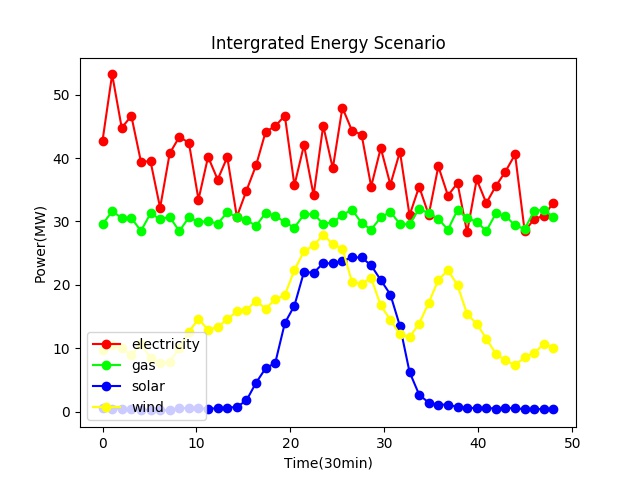 Intergrated Energy Scenario
Power(MW)
50
40
30
20
10
0
electricity
gas
solar
wind
0 10 20 30 40 50
Time(30min)